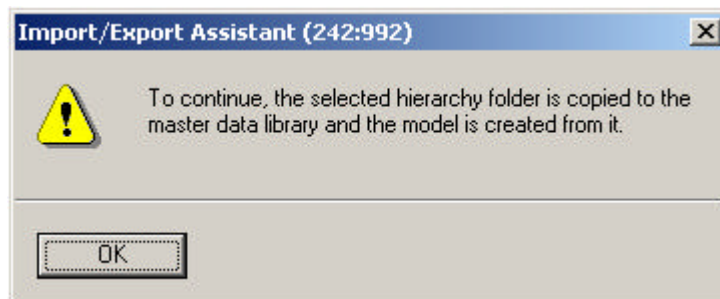 Import/Export Assistant (242:992)
To continue, the selected hierarchy folder is copied to the
master data library and the model is created from it.
OK